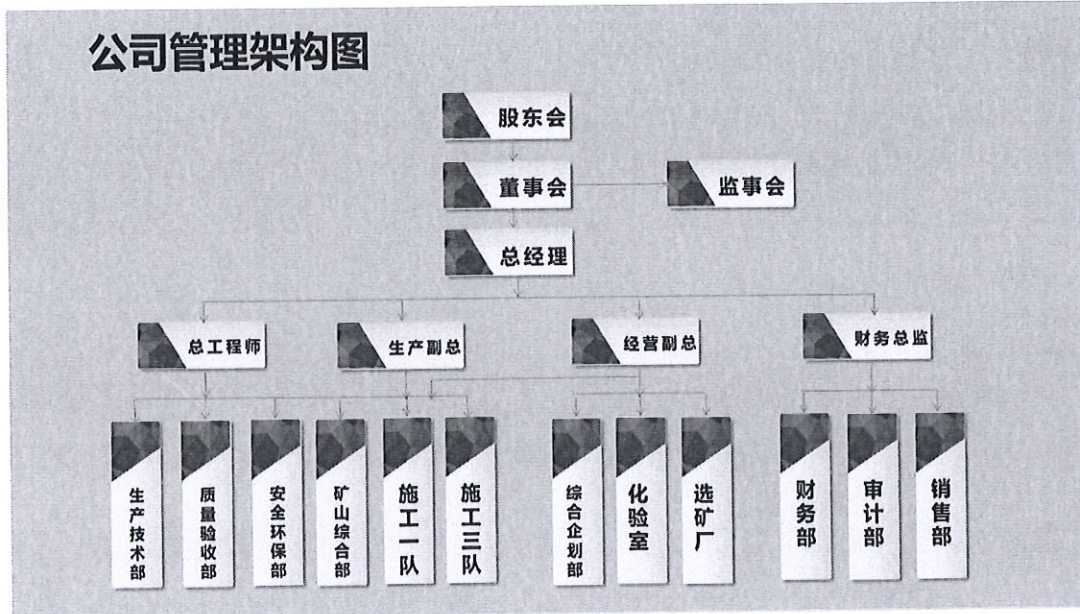 公司管理架构图
股东会
董事会
监事会
总经理
总工程师
生产副总
经营副总
财务总监
生产技术部
质量验收部
安全环保部
矿山综合部
施工一队
施工三队
综合企划部
化验室
选矿厂
财务部
审计部
销售部